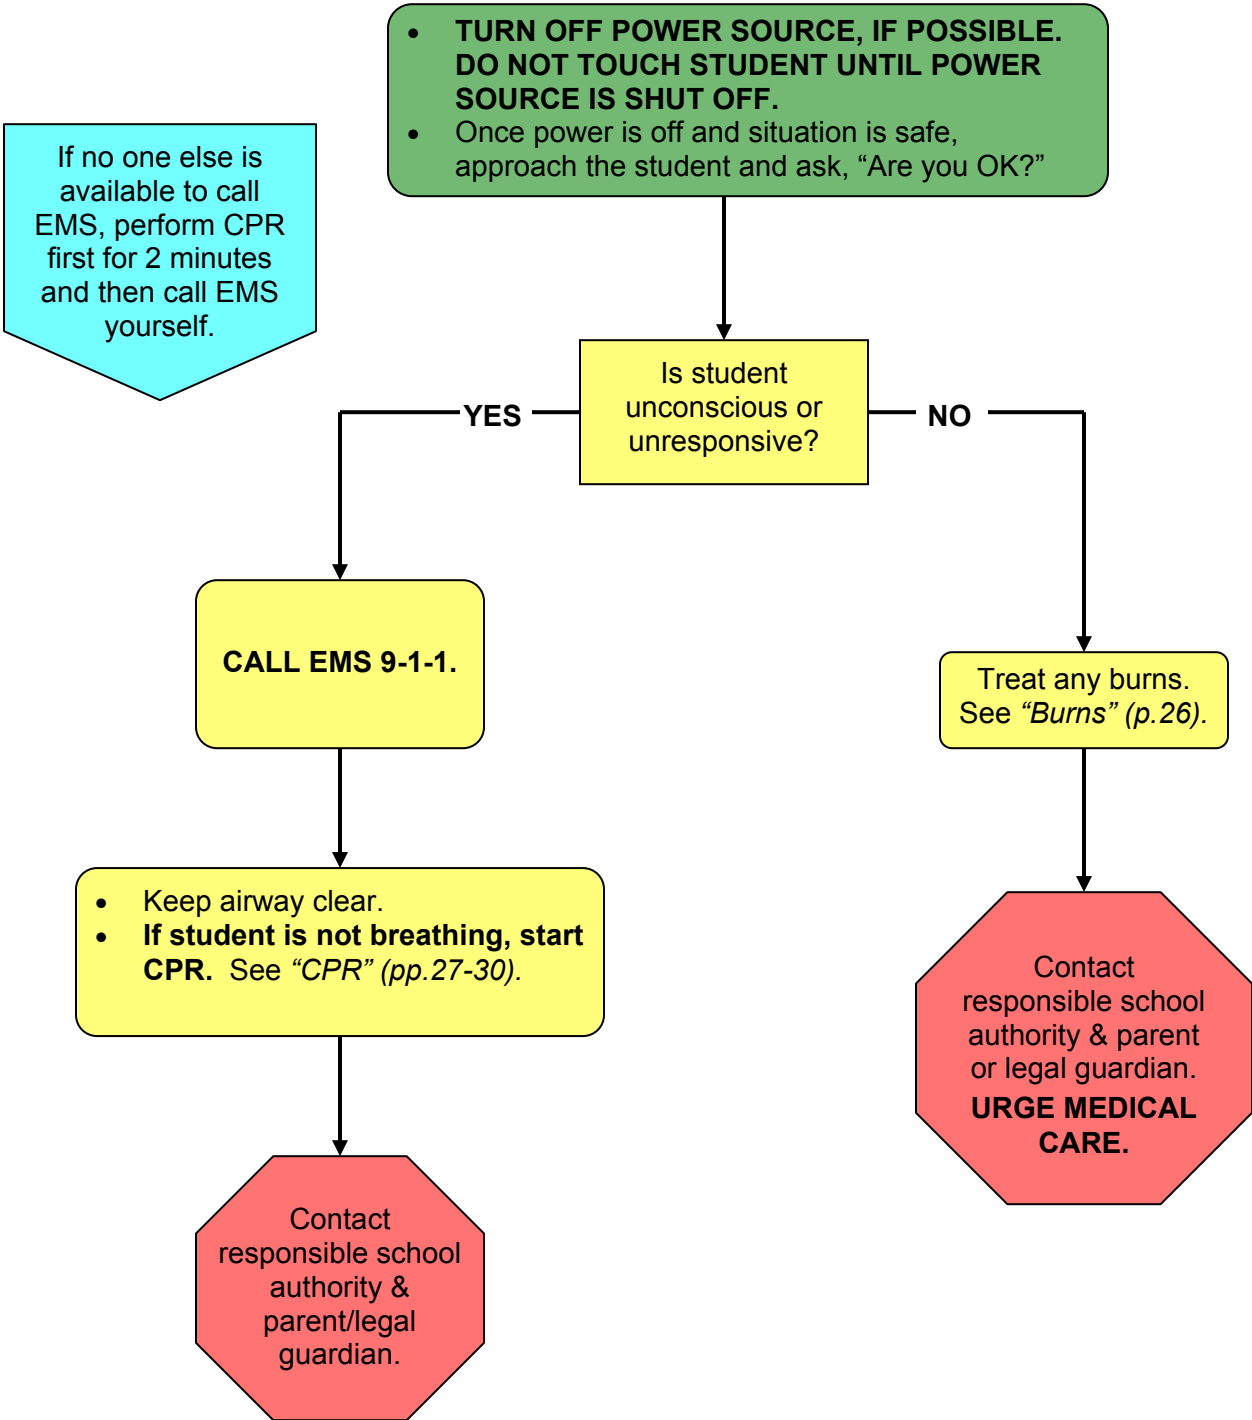 • TURN OFF POWER SOURCE, IF POSSIBLE.
DO NOT TOUCH STUDENT UNTIL POWER
SOURCE IS SHUT OFF.
• Once power is off and situation is safe,
approach the student and ask, “Are you OK?”
If no one else is
available to call
EMS, perform CPR
first for 2 minutes
and then call EMS
yourself.
Is student
unconscious or
unresponsive?
YES
NO
CALL EMS 9-1-1.
Treat any burns.
See “Burns” (p.26).
• Keep airway clear.
• If student is not breathing, start
CPR. See “CPR” (pp.27-30).
Contact
responsible school
authority & parent
or legal guardian.
URGE MEDICAL
CARE.
Contact
responsible school
authority &
parent/legal
guardian.